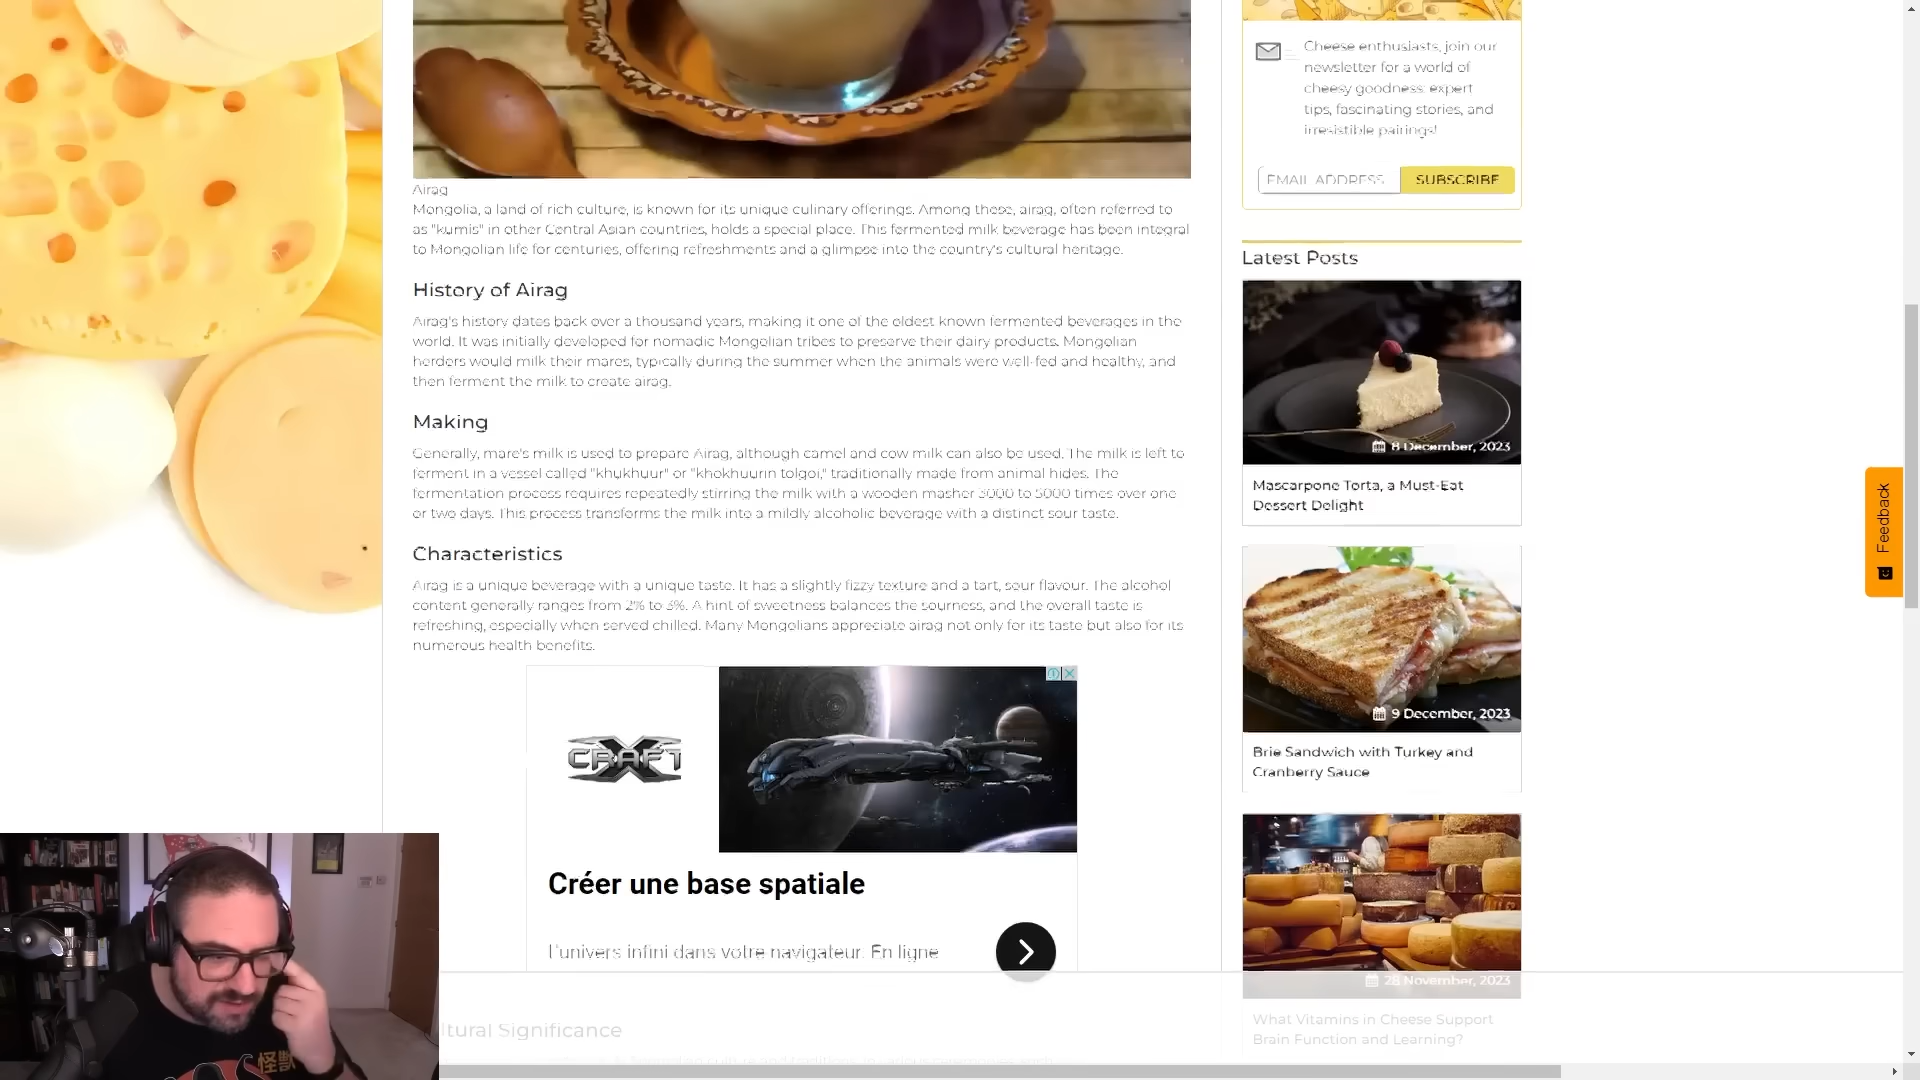 Airag
Mongolia, a land of rich culture, is known for its unique culinary offerings. Among these, airag, often referred to
as "kumis" in other Central Asian countries, holds a special place. This fermented milk beverage has been integral
to Mongolian life for centuries, offering refreshments and a glimpse into the country's cultural heritage.
History of Airag
Airag's history dates back over a thousand years, making it one of the oldest known fermented beverages in the
world. It was initially developed for nomadic Mongolian tribes to preserve their dairy products. Mongolian
herders would milk their mares, typically during the summer when the animals were well-fed and healthy, and
then ferment the milk to create airag.
Making
Generally, mare's milk is used to prepare Airag, although camel and cow milk can also be used. The milk is left to
ferment in a vessel called "khukhuur" or "khokhuurin tolgoi," traditionally made from animal hides. The
fermentation process requires repeatedly stirring the milk with a wooden masher 3000 to 5000 times over one
or two days. This process transforms the milk into a mildly alcoholic beverage with a distinct sour taste.
Characteristics
Airag is a unique beverage with a unique taste. It has a slightly fizzy texture and a tart, sour flavour. The alcohol
content generally ranges from 2% to 3%. A hint of sweetness balances the sourness, and the overall taste is
refreshing, especially when served chilled. Many Mongolians appreciate airag not only for its taste but also for its
numerous health benefits.
CRAFT
X
Créer une base spatiale
L'univers infini dans votre navigateur. En ligne
ltural Significance
Cheese enthusiasts, join our
newsletter for a world of
cheesy goodness: expert
tips, fascinating stories, and
irresistible pairings!
EMAIL ADDRESS
SUBSCRIBE
Latest Posts
8 December, 2023
Mascarpone Torta, a Must-Eat
Dessert Delight
9 December, 2023
Brie Sandwich with Turkey and
Cranberry Sauce
28 November, 2023
What Vitamins in Cheese Support
Brain Function and Learning?
Feedback
怪獣